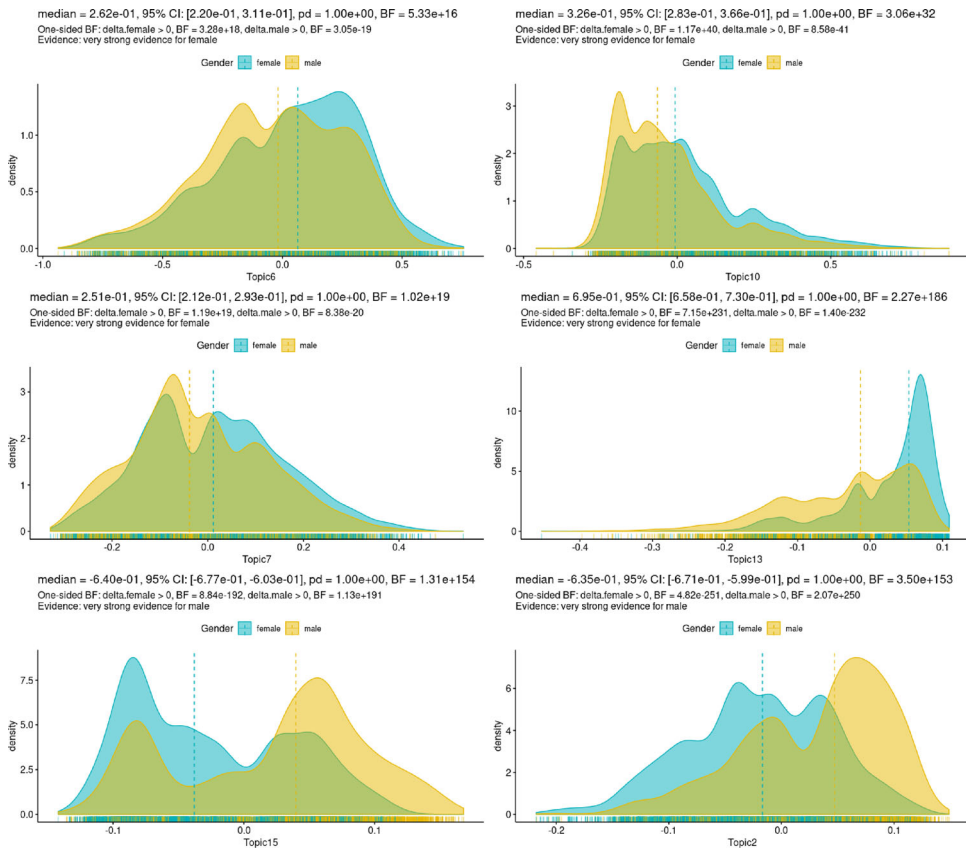 median = 2.62e-01, 95% CI: [2.20e-01, 3.11e-01], pd = 1.00e+00, BF = 5.33e+16
One-sided BF: delta.female > 0, BF = 3.28e+18, delta.male > 0, BF = 3.05e-19
Evidence: very strong evidence for female
Gender female male
density
1.0
0.5
0.0
-1.0 0.0 0.5
Topic6
median = 3.26e-01, 95% CI: [2.83e-01, 3.66e-01], pd = 1.00e+00, BF = 3.06e+32
One-sided BF: delta.female > 0, BF = 1.17e+40, delta.male > 0, BF = 8.58e-41
Evidence: very strong evidence for female
Gender female male
density
3
2
1
0
-0.5 0.0 0.5
Topic10
median = 2.51e-01, 95% CI: [2.12e-01, 2.93e-01], pd = 1.00e+00, BF = 1.02e+19
One-sided BF: delta.female > 0, BF = 1.19e+19, delta.male > 0, BF = 8.38e-20
Evidence: very strong evidence for female
Gender female male
density
3
2
1
0
-0.2 0.0 0.2 0.4
Topic7
median = 6.95e-01, 95% CI: [6.58e-01, 7.30e-01], pd = 1.00e+00, BF = 2.27e+186
One-sided BF: delta.female > 0, BF = 7.15e+231, delta.male > 0, BF = 1.40e-232
Evidence: very strong evidence for female
Gender female male
density
10
5
0
-0.4 -0.3 -0.2 -0.1 0.0 0.1
Topic13
median = -6.40e-01, 95% CI: [-6.77e-01, -6.03e-01], pd = 1.00e+00, BF = 1.31e+154
One-sided BF: delta.female > 0, BF = 8.84e-192, delta.male > 0, BF = 1.13e+191
Evidence: very strong evidence for male
Gender female male
density
7.5
5.0
2.5
0.0
-0.1 0.0 0.1
Topic15
median = -6.35e-01, 95% CI: [-6.71e-01, -5.99e-01], pd = 1.00e+00, BF = 3.50e+153
One-sided BF: delta.female > 0, BF = 4.82e-251, delta.male > 0, BF = 2.07e+250
Evidence: very strong evidence for male
Gender female male
density
6
4
2
0
-0.2 -0.1 0.0 0.1
Topic2